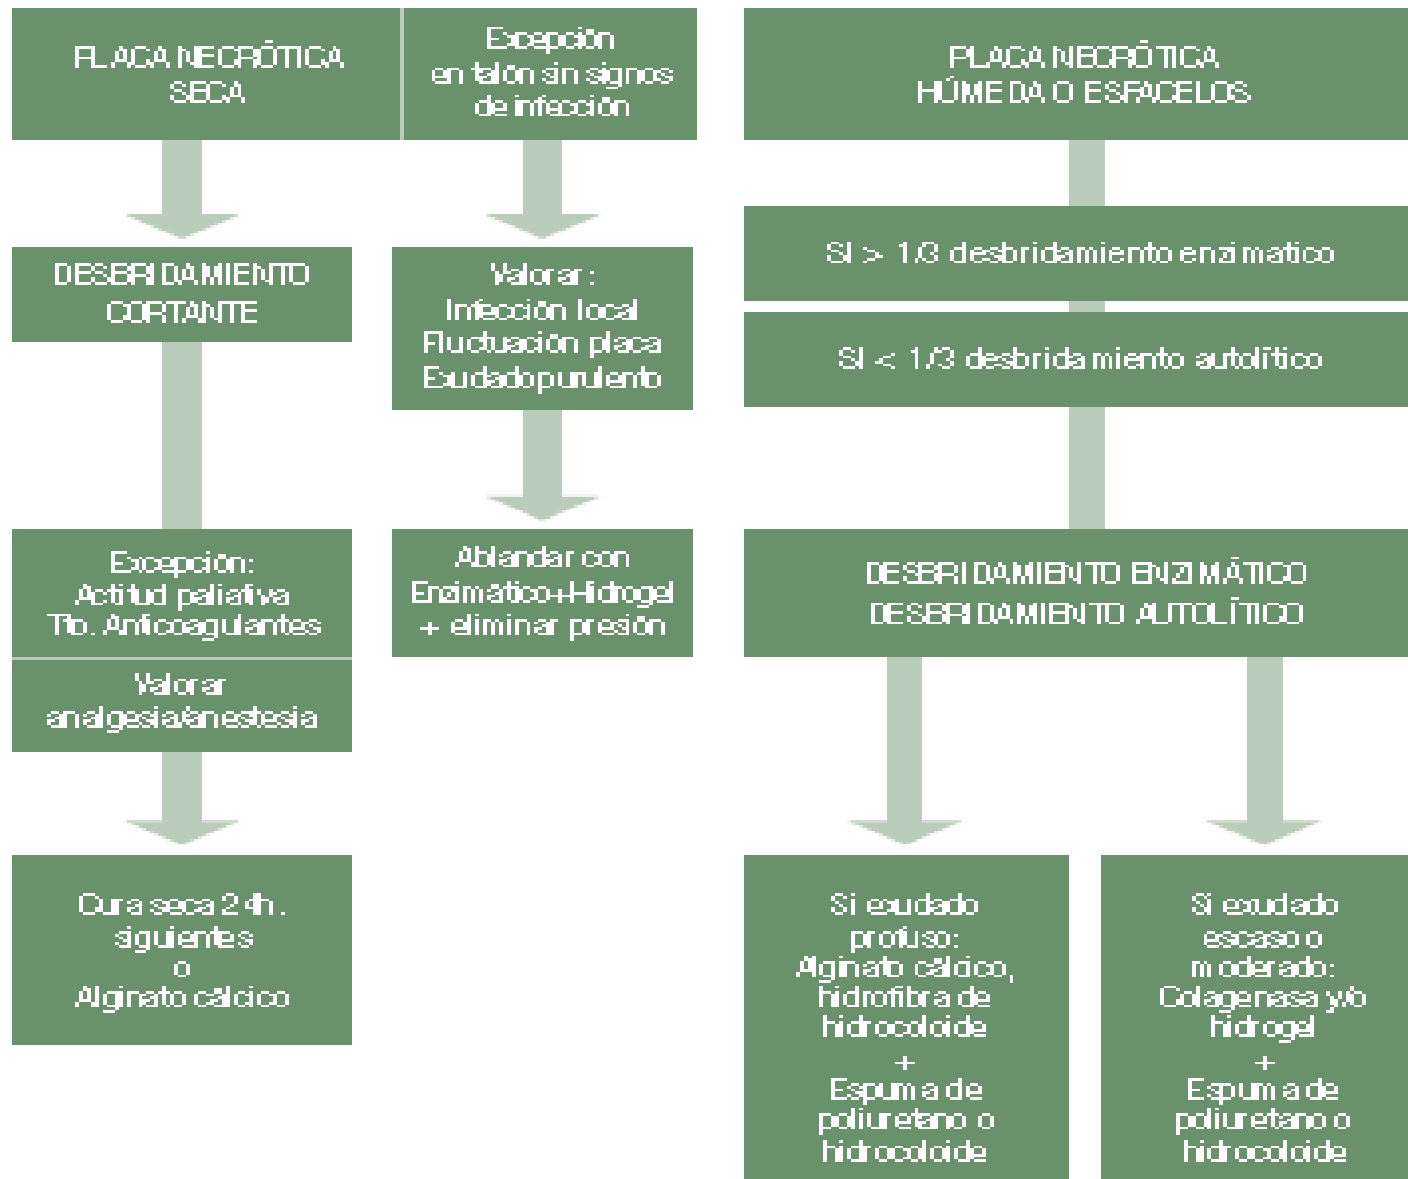 PLACA NECRÓTICA
SECA
Excepción
en talón sin signos
de infección
DESBRIDAMIENTO
CORTANTE
Valorar:
Infección local
Fluctuación placa
Exudado purulento
Excepción:
Actitud paliativa
Tto. Anticoagulantes
Valorar
analgesia/anestesia
Ablandar con
Enzimático+Hidrogel
+ eliminar presión
Cura seca 24h.
siguientes
o
Alginato cálcico
PLACA NECRÓTICA
HÚMEDA O ESFACELOS
SI > 1/3 desbridamiento enzimatico
SI < 1/3 desbridamiento autolítico
DESBRIDAMIENTO ENZIMÁTICO
DESBRIDAMIENTO AUTOLÍTICO
Si exudado
profuso:
Alginato cálcico,
hidrofibra de
hidrocoloide
+
Espuma de
poliuretano o
hidrocoloide
Si exudado
escaso o
moderado:
Colagenasa y/o
hidrogel
+
Espuma de
poliuretano o
hidrocoloide